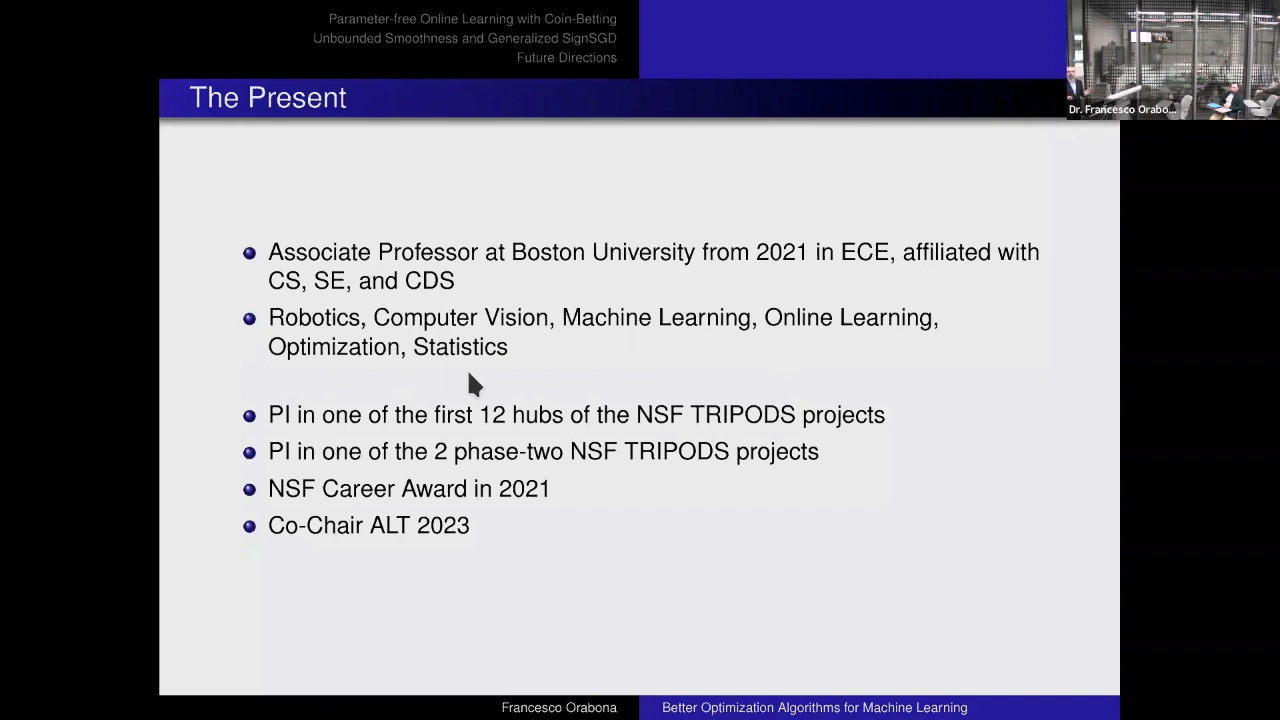 Parameter-free Online Learning with Coin-Betting
Unbounded Smoothness and Generalized SignSGD
Future Directions
The Present
Dr. Francesco Orabo...
Associate Professor at Boston University from 2021 in ECE, affiliated with
CS, SE, and CDS
Robotics, Computer Vision, Machine Learning, Online Learning,
Optimization, Statistics
PI in one of the first 12 hubs of the NSF TRIPODS projects
PI in one of the 2 phase-two NSF TRIPODS projects
NSF Career Award in 2021
Co-Chair ALT 2023
Francesco Orabona
Better Optimization Algorithms for Machine Learning